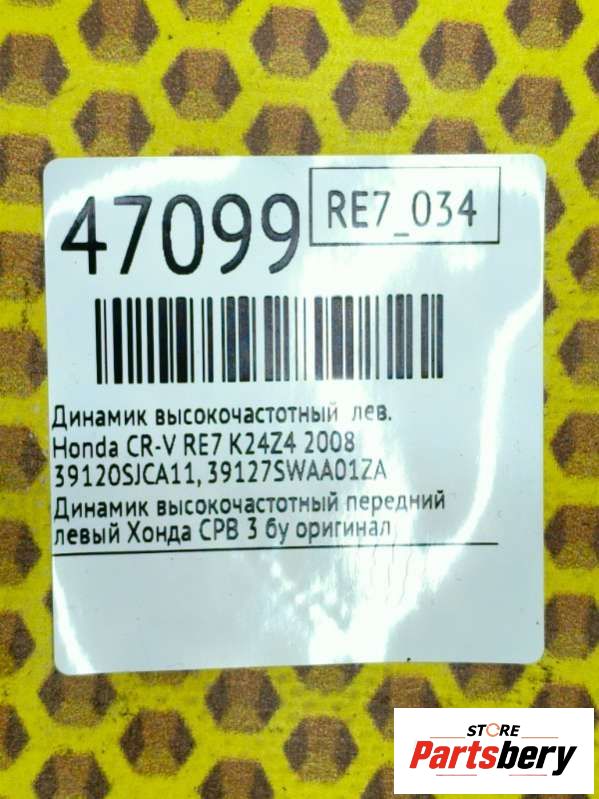 47099
RE7_034
Динамик высокочастотный лев.
Honda CR-V RE7 K24Z4 2008
39120SJCA11, 39127SWAA01ZA
Динамик высокочастотный передний
левый Хонда СРВ 3 бу оригинал
STORE
Partsbery